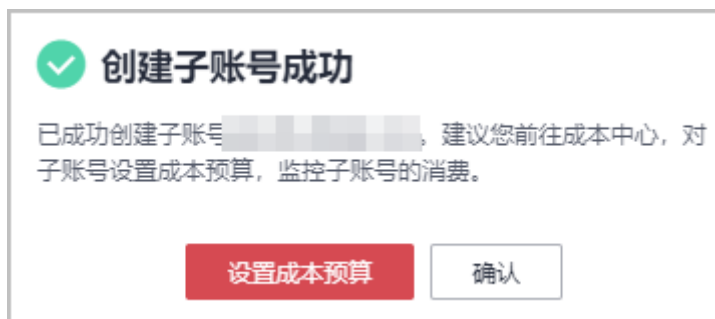 创建子账号成功
已成功创建子账号，建议您前往成本中心，对
子账号设置成本预算，监控子账号的消费。
设置成本预算 确认